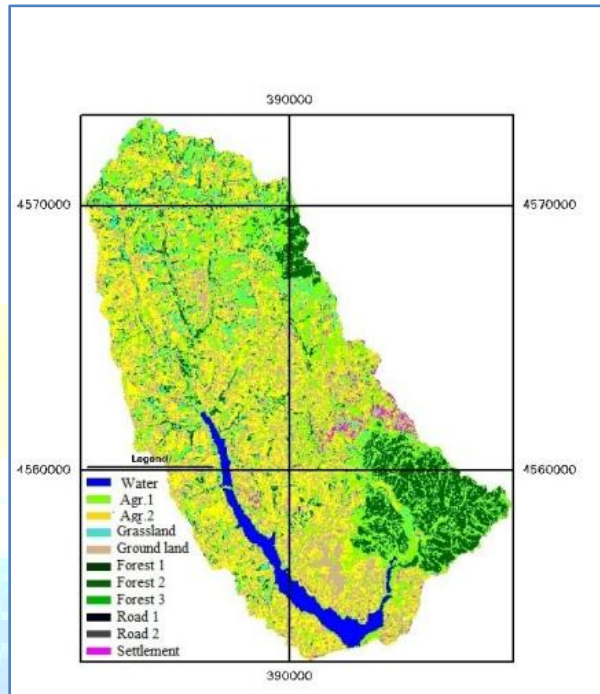 390000
4570000 4570000
4560000 4560000
Legend/
Water
Agr.1
Agr.2
Grassland
Ground land
Forest 1
Forest 2
Forest 3
Road 1
Road 2
Settlement
390000